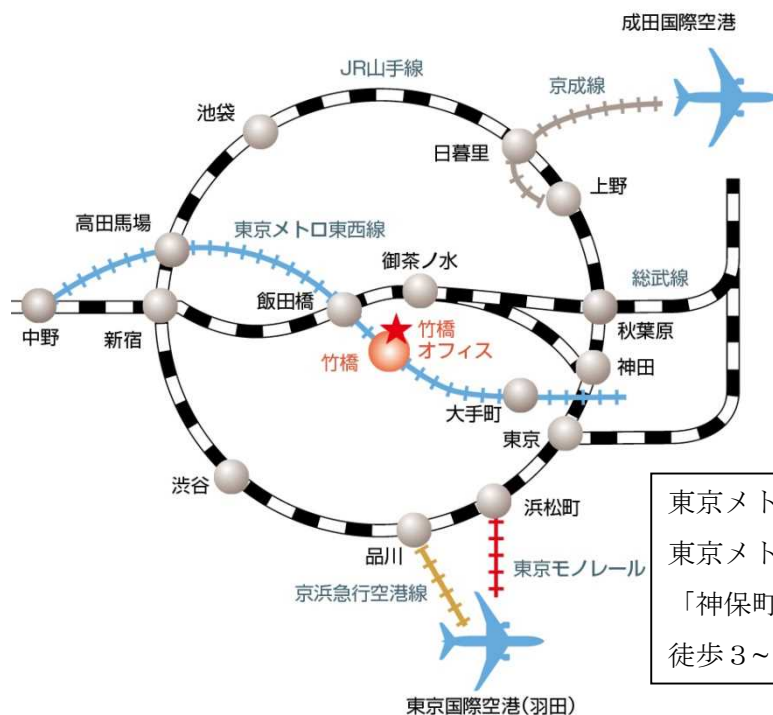 成田国際空港
JR山手線
京成線
池袋
日暮里
上野
高田馬場
東京メトロ東西線
御茶ノ水
総武線
飯田橋
中野
新宿
秋葉原
竹橋
オフィス
竹橋
神田
大手町
東京
渋谷
浜松町
品川
東京モノレール
京浜急行空港線
東京国際空港(羽田)
東京メト
東京メト
「神保町
徒歩3~